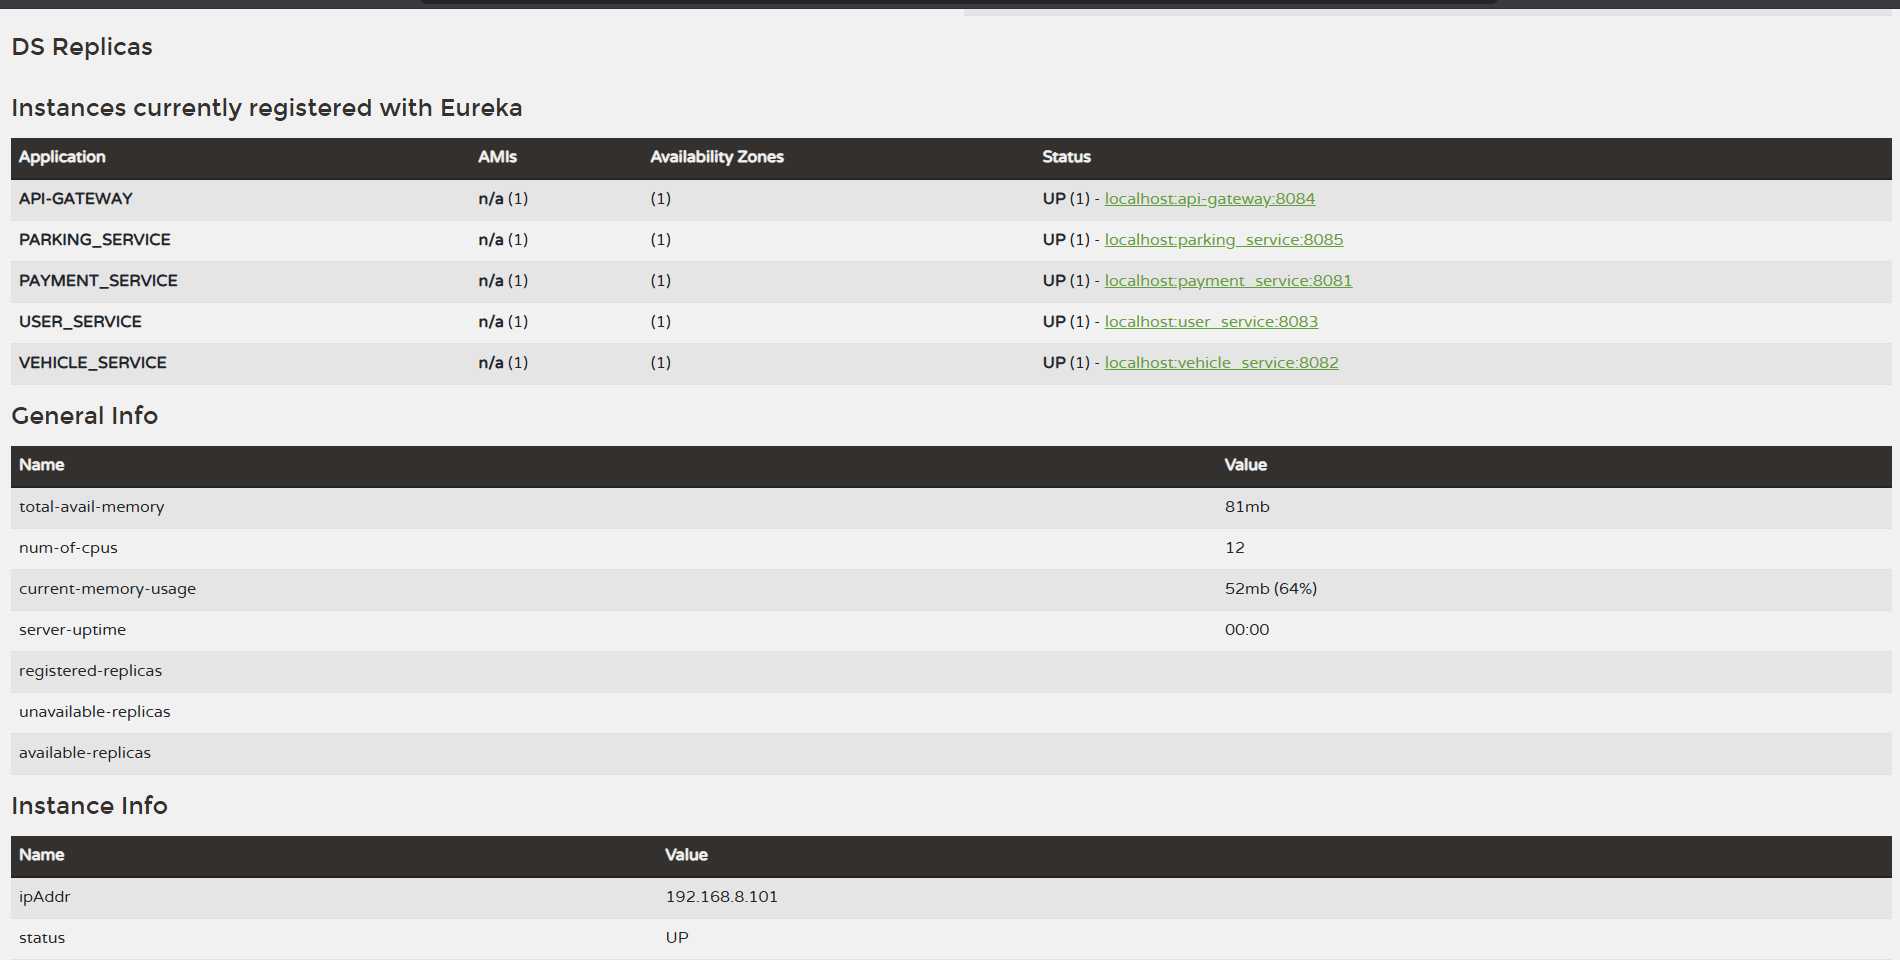 DS Replicas
Instances currently registered with Eureka
Application AMIs Availability Zones Status
API-GATEWAY n/a (1) (1) UP (1) - localhost:api-gateway:8084
PARKING_SERVICE n/a (1) (1) UP (1) - localhost:parking_service:8085
PAYMENT_SERVICE n/a (1) (1) UP (1) - localhost:payment_service:8081
USER_SERVICE n/a (1) (1) UP (1) - localhost:user_service:8083
VEHICLE_SERVICE n/a (1) (1) UP (1) - localhost:vehicle_service:8082
General Info
Name Value
total-avail-memory 81mb
num-of-cpus 12
current-memory-usage 52mb (64%)
server-uptime 00:00
registered-replicas
unavailable-replicas
available-replicas
Instance Info
Name Value
ipAddr 192.168.8.101
status UP